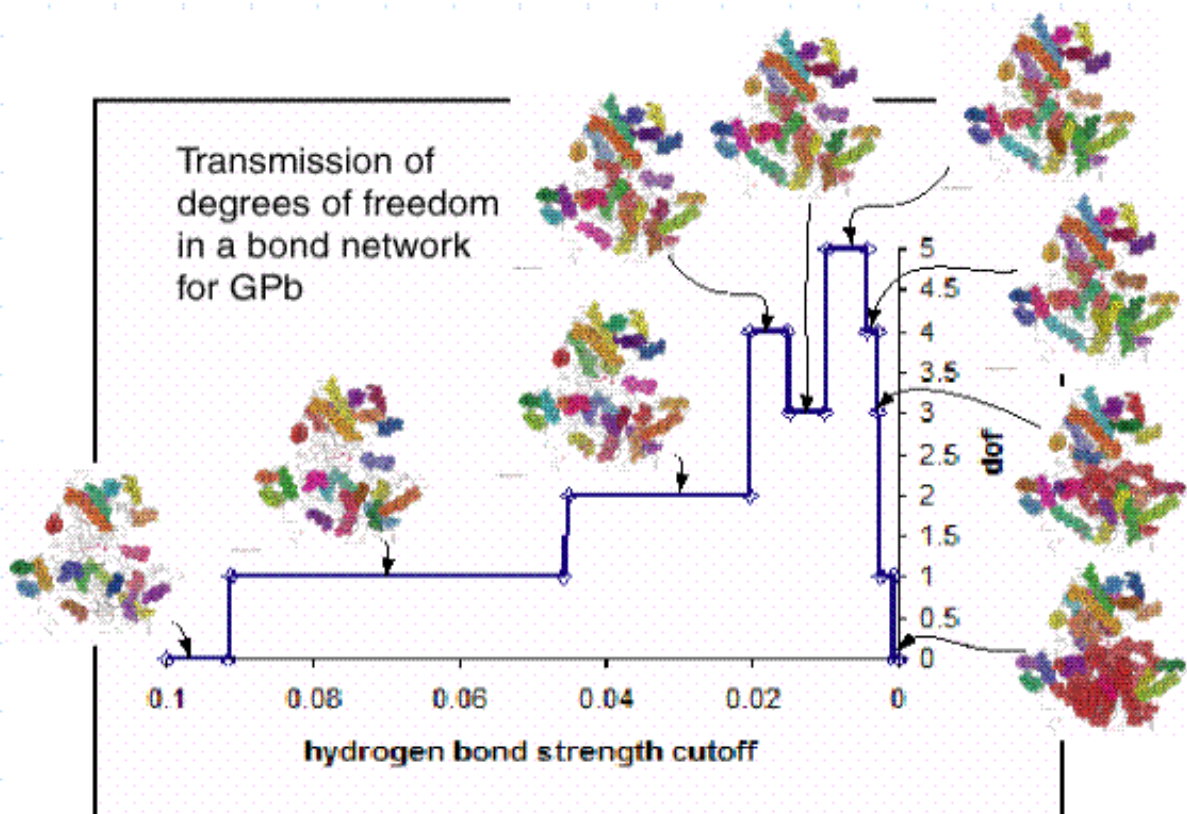 Transmission of
degrees of freedom
in a bond network
for GPb
5
4.5
4
3.5
3
2.5
2
1.5
1
0.5
0
dof
0.1 0.08 0.06 0.04 0.02 0
hydrogen bond strength cutoff